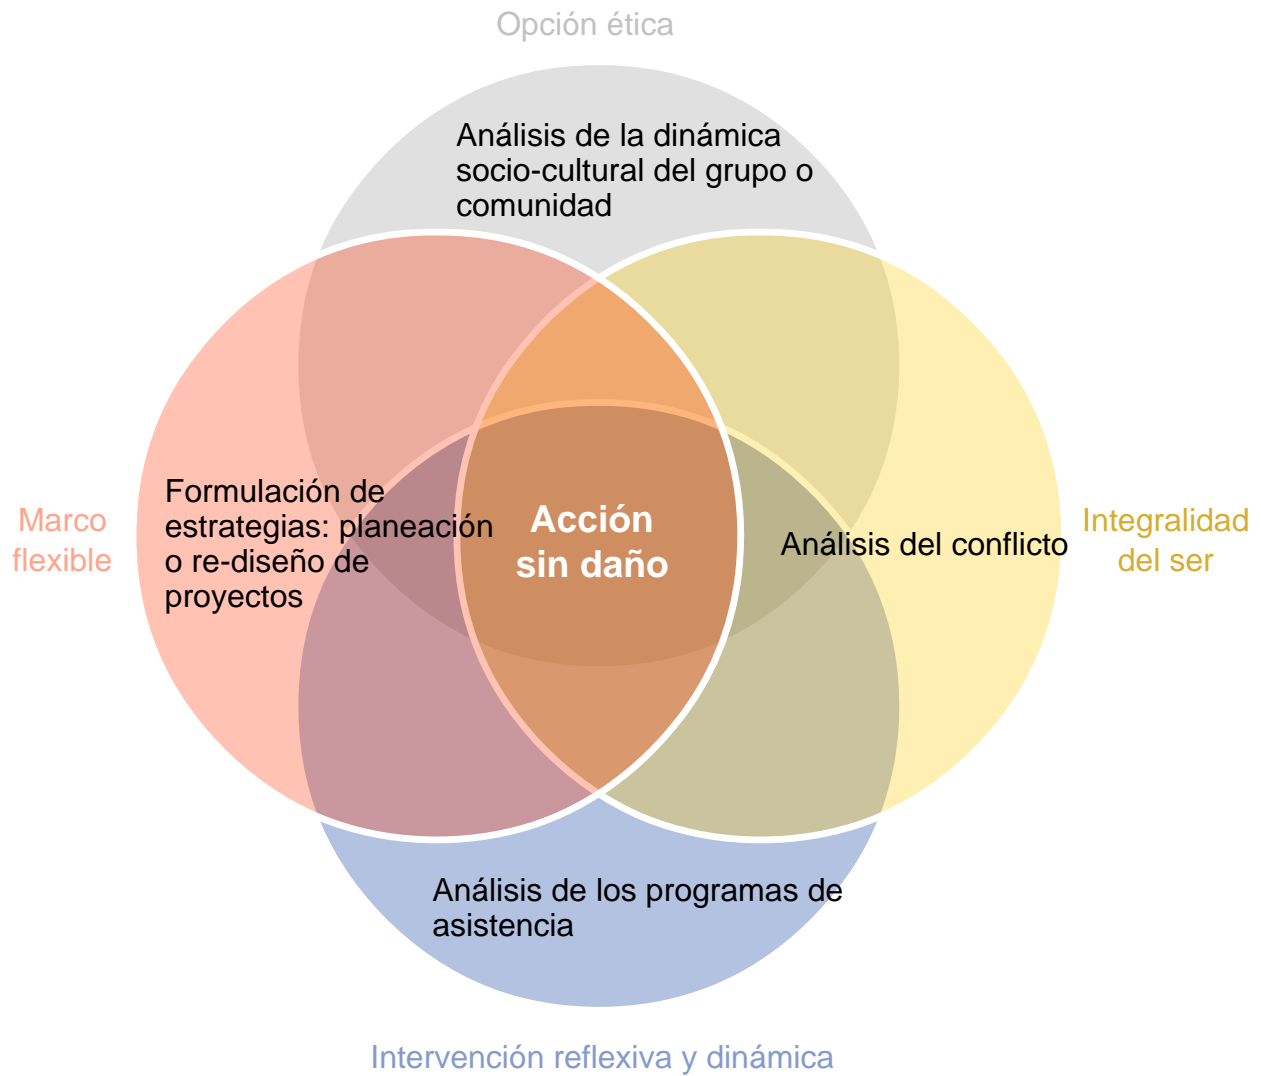 Opción ética
Análisis de la dinámica
socio-cultural del grupo o
comunidad
Marco
flexible
Formulación de
estrategias: planeación
o re-diseño de
proyectos
Acción
sin daño
Análisis del conflicto
Integralidad
del ser
Análisis de los programas de
asistencia
Intervención reflexiva y dinámica